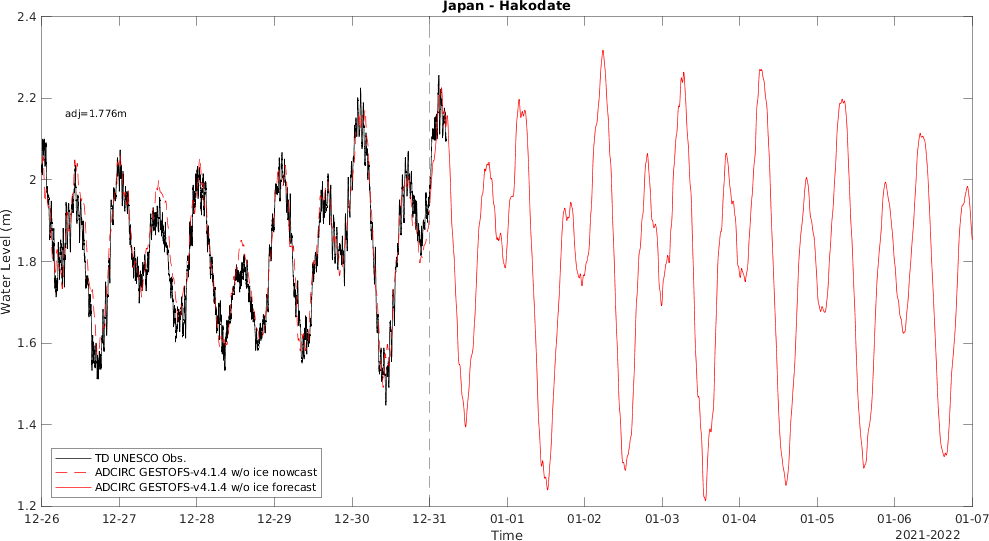 Japan - Hakodate
2.4
2.2
2
1.8
1.6
1.4
1.2
Water Level (m)
adj=1.776m
TD UNESCO Obs.
ADCIRC GESTOFS-v4.1.4 w/o ice nowcast
ADCIRC GESTOFS-v4.1.4 w/o ice forecast
12-26 12-27 12-28 12-29 12-30 12-31 01-01 01-02 01-03 01-04 01-05 01-06 01-07
Time
2021-2022